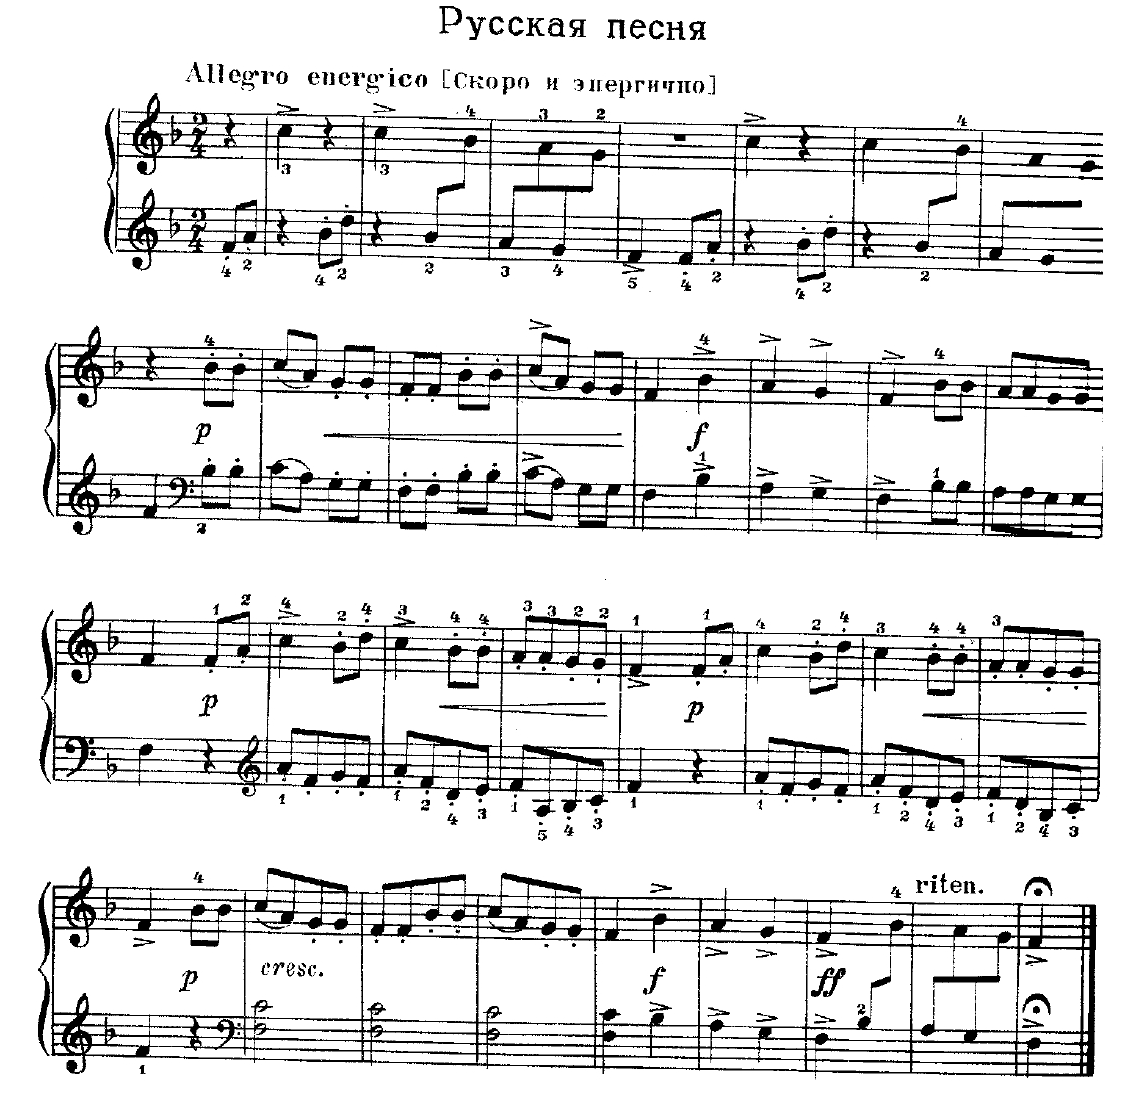 Русская песня
Allegro energico [Скоро и энергично]
p
f
p
p
riten.
p
cresc.
f
ff